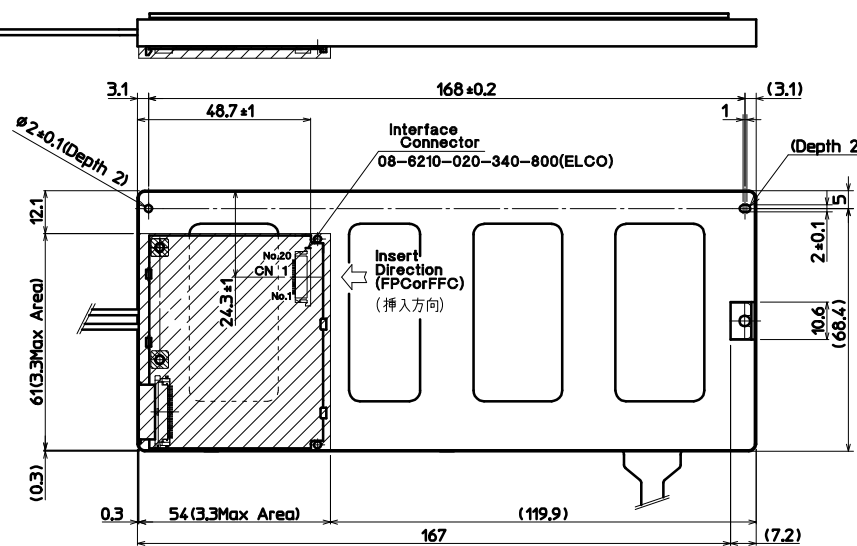 3.1
168±0.2
(3.1)
48.7±1
1
ø2±0.1(Depth 2)
Interface
Connector
08-6210-020-340-800(ELCO)
(Depth 2
12.1
5
2±0.1
No.20
CN 1
No.1
24.3±1
Insert
Direction
(FPCorFFC)
(挿入方向)
61(3.3Max Area)
10.6
(68.4)
(0.3)
0.3
54(3.3Max Area)
(119.9)
167
(7.2)